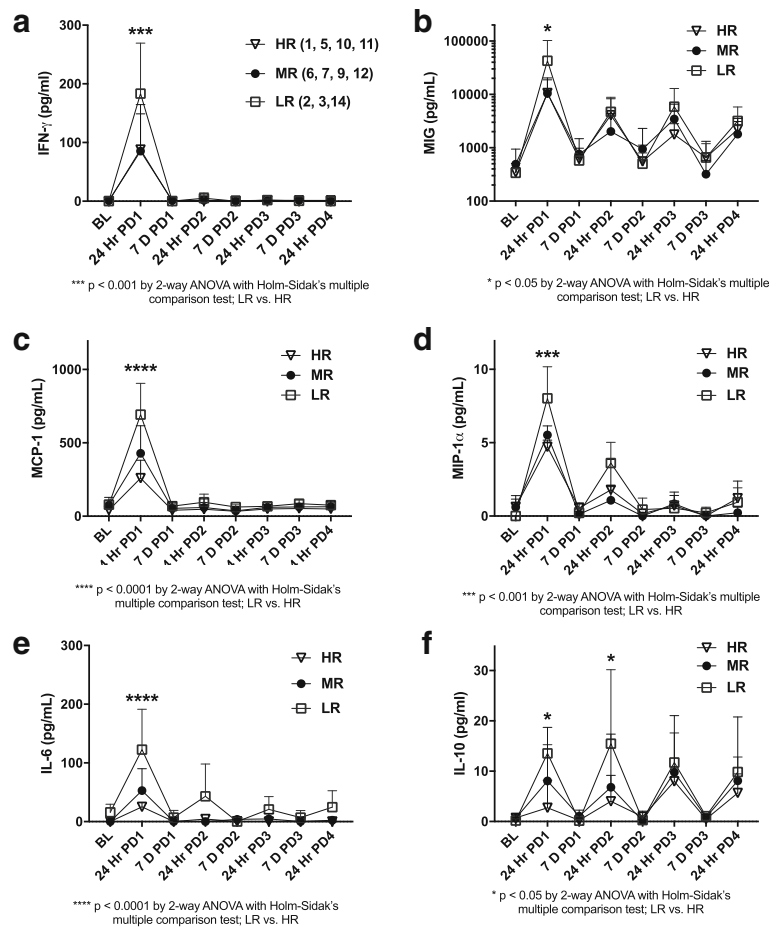 a
IFN-γ (pg/ml)
300
200
100
0
***
HR (1, 5, 10, 11)
MR (6, 7, 9, 12)
LR (2, 3,14)
BL
24 Hr PD1
7 D PD1
24 Hr PD2
7 D PD2
24 Hr PD3
7 D PD3
24 Hr PD4
*** p < 0.001 by 2-way ANOVA with Holm-Sidak's multiple
comparison test; LR vs. HR
b
MIG (pg/mL)
100000
10000
1000
100
*
HR
MR
LR
BL
24 Hr PD1
7 D PD1
24 Hr PD2
7 D PD2
24 Hr PD3
7 D PD3
24 Hr PD4
* p < 0.05 by 2-way ANOVA with Holm-Sidak's multiple
comparison test; LR vs. HR
c
MCP-1 (pg/mL)
1000
500
0
****
HR
MR
LR
BL
Hr PD1
7 D PD1
Hr PD2
7 D PD2
Hr PD3
7 D PD3
Hr PD4
**** p < 0.0001 by 2-way ANOVA with Holm-Sidak's
multiple comparison test; LR vs. HR
d
MIP-1α (pg/mL)
10
5
0
***
HR
MR
LR
BL
24 Hr PD1
7 D PD1
24 Hr PD2
7 D PD2
24 Hr PD3
7 D PD3
24 Hr PD4
*** p < 0.001 by 2-way ANOVA with Holm-Sidak's multiple
comparison test; LR vs. HR
e
IL-6 (pg/mL)
300
200
100
0
****
HR
MR
LR
BL
24 Hr PD1
7 D PD1
24 Hr PD2
7 D PD2
24 Hr PD3
7 D PD3
24 Hr PD4
**** p < 0.0001 by 2-way ANOVA with Holm-Sidak's
multiple comparison test; LR vs. HR
f
IL-10 (pg/ml)
30
20
10
0
*
*
HR
MR
LR
BL
24 Hr PD1
7 D PD1
24 Hr PD2
7 D PD2
24 Hr PD3
7 D PD3
24 Hr PD4
* p < 0.05 by 2-way ANOVA with Holm-Sidak's
multiple comparison test; LR vs. HR